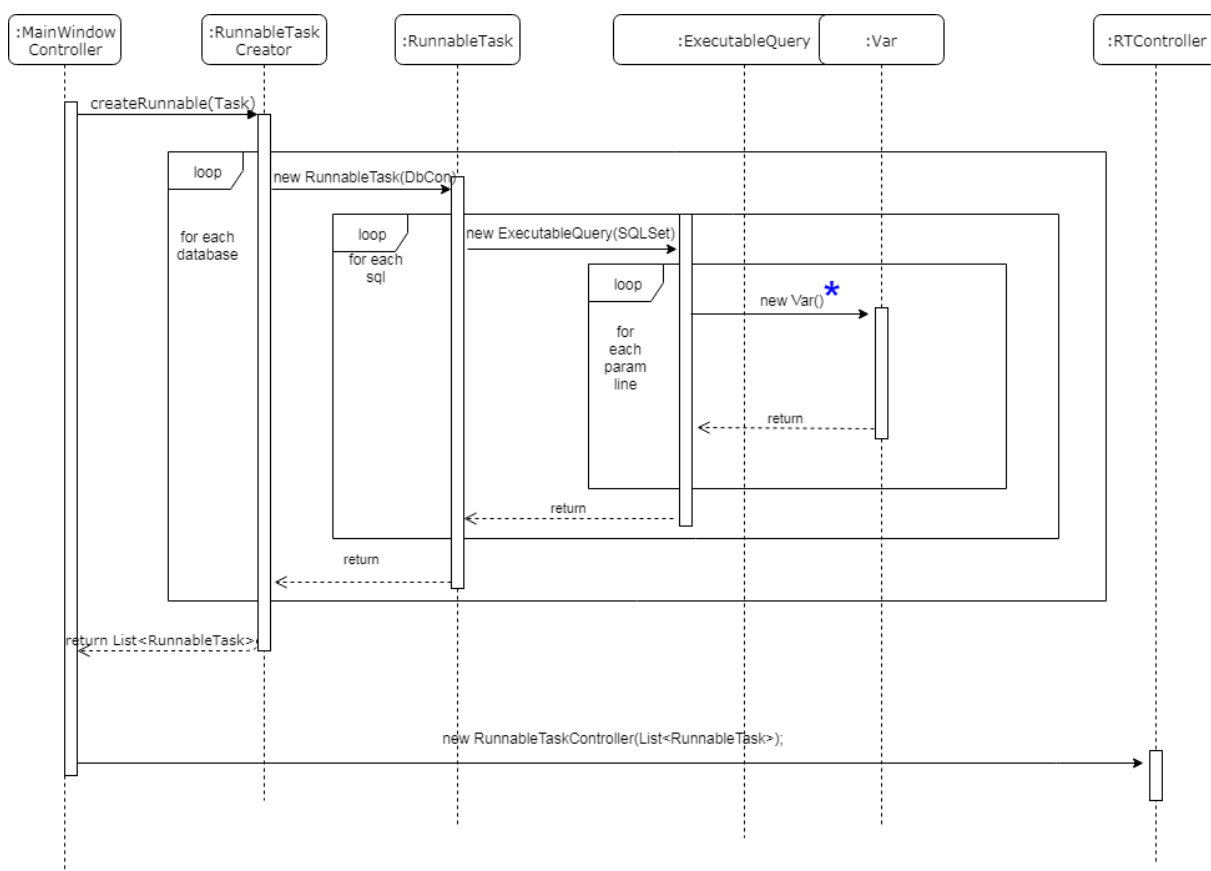 :MainWindow
Controller
:RunnableTask
Creator
:RunnableTask
:ExecutableQuery
:Var
:RTController
createRunnable(Task)
loop
new RunnableTask(DbCon)
for each
database
loop
new ExecutableQuery(SQLSet)
for each
sql
loop
new Var()*
for
each
param
line
return
return
return
return List<RunnableTask>;
new RunnableTaskController(List<RunnableTask>);